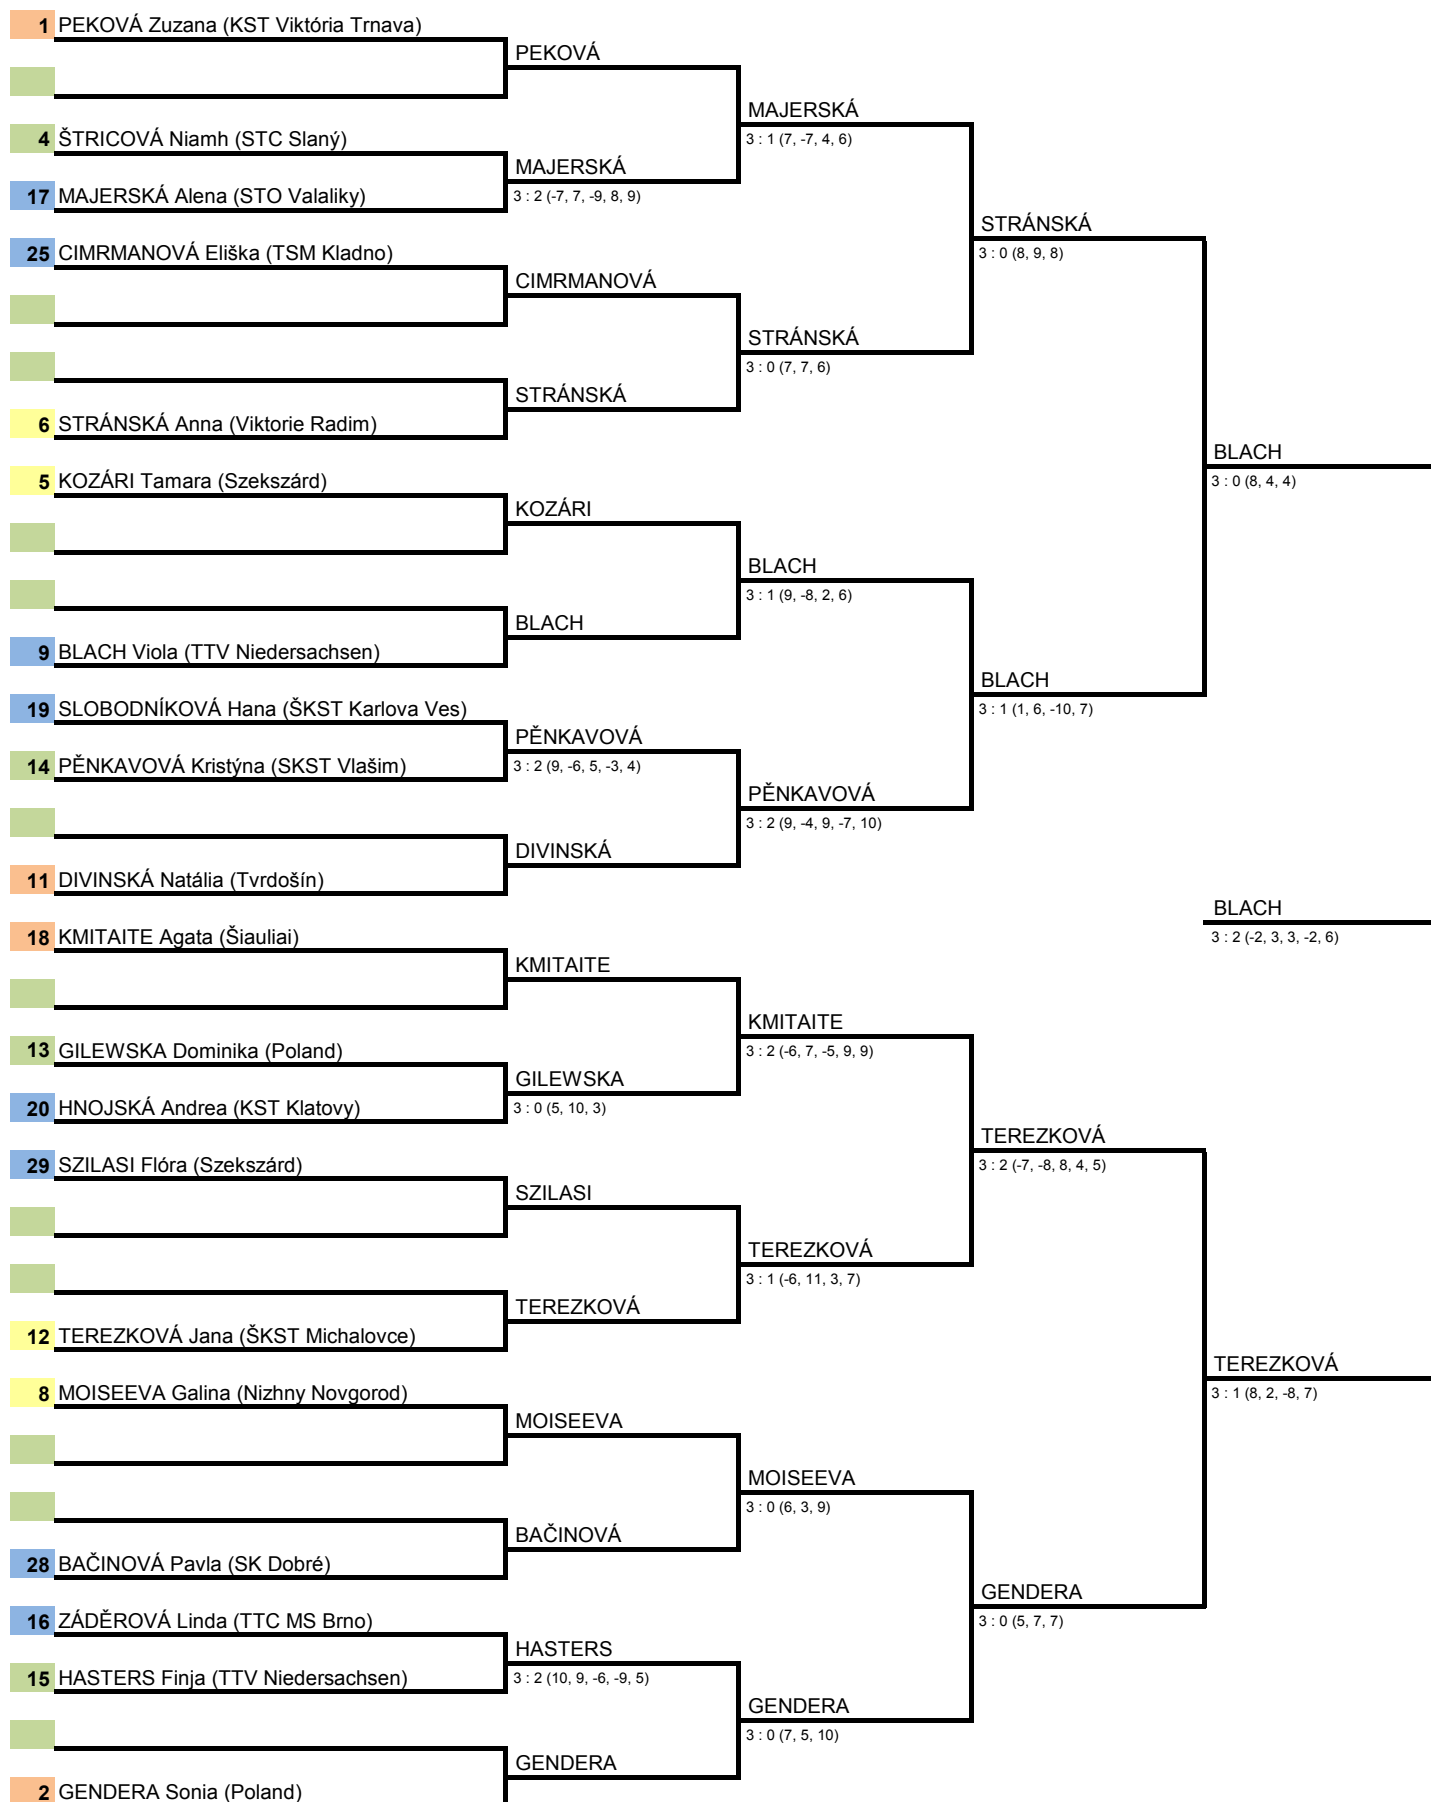 1 PEKOVÁ Zuzana (KST Viktória Trnava)
PEKOVÁ
MAJERSKÁ
3 : 1 (7, -7, 4, 6)
4 ŠTRICOVÁ Niamh (STC Slaný)
MAJERSKÁ
3 : 2 (-7, 7, -9, 8, 9)
17 MAJERSKÁ Alena (STO Valaliky)
STRÁNSKÁ
3 : 0 (8, 9, 8)
25 CIMRMANOVÁ Eliška (TSM Kladno)
CIMRMANOVÁ
STRÁNSKÁ
3 : 0 (7, 7, 6)
STRÁNSKÁ
6 STRÁNSKÁ Anna (Viktorie Radim)
BLACH
3 : 0 (8, 4, 4)
5 KOZÁRI Tamara (Szekszárd)
KOZÁRI
BLACH
3 : 1 (9, -8, 2, 6)
BLACH
9 BLACH Viola (TTV Niedersachsen)
BLACH
3 : 1 (1, 6, -10, 7)
19 SLOBODNÍKOVÁ Hana (ŠKST Karlova Ves)
PĚNKAVOVÁ
3 : 2 (9, -6, 5, -3, 4)
14 PĚNKAVOVÁ Kristýna (SKST Vlašim)
PĚNKAVOVÁ
3 : 2 (9, -4, 9, -7, 10)
DIVINSKÁ
11 DIVINSKÁ Natália (Tvrdošín)
BLACH
3 : 2 (-2, 3, 3, -2, 6)
18 KMITAITE Agata (Šiauliai)
KMITAITE
KMITAITE
3 : 2 (-6, 7, -5, 9, 9)
13 GILEWSKA Dominika (Poland)
GILEWSKA
3 : 0 (5, 10, 3)
20 HNOJSKÁ Andrea (KST Klatovy)
TEREZKOVÁ
3 : 2 (-7, -8, 8, 4, 5)
29 SZILASI Flóra (Szekszárd)
SZILASI
TEREZKOVÁ
3 : 1 (-6, 11, 3, 7)
TEREZKOVÁ
12 TEREZKOVÁ Jana (ŠKST Michalovce)
TEREZKOVÁ
3 : 1 (8, 2, -8, 7)
8 MOISEEVA Galina (Nizhny Novgorod)
MOISEEVA
MOISEEVA
3 : 0 (6, 3, 9)
BAČINOVÁ
28 BAČINOVÁ Pavla (SK Dobré)
GENDERA
3 : 0 (5, 7, 7)
16 ZÁDĚROVÁ Linda (TTC MS Brno)
HASTERS
3 : 2 (10, 9, -6, -9, 5)
15 HASTERS Finja (TTV Niedersachsen)
GENDERA
3 : 0 (7, 5, 10)
GENDERA
2 GENDERA Sonia (Poland)